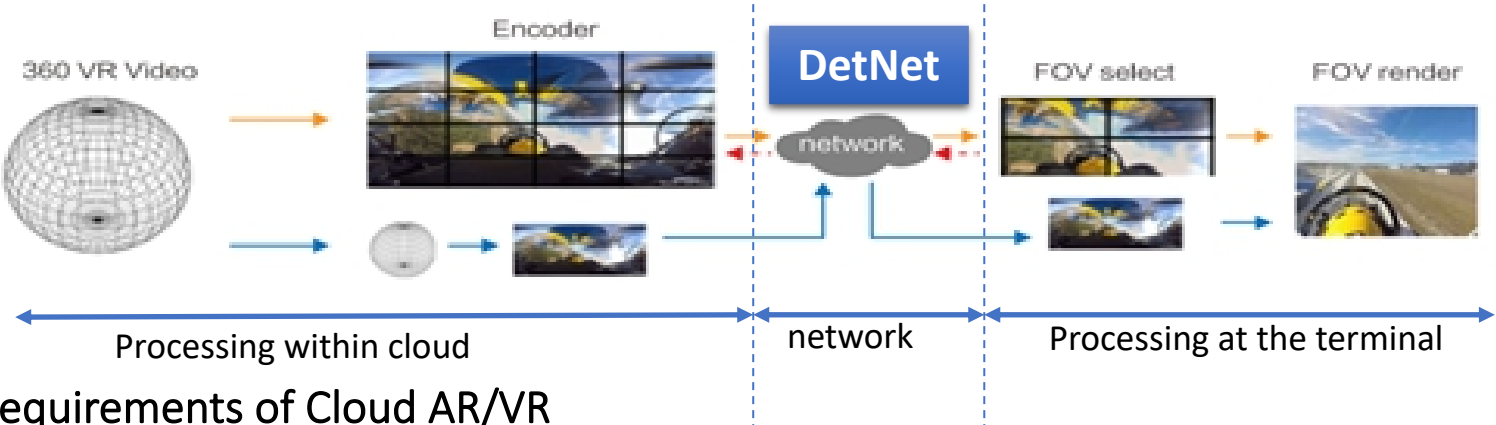 Encoder
360 VR Video
DetNet
FOV select
FOV render
network
Processing within cloud
network
Processing at the terminal
equirements of Cloud AR/VR